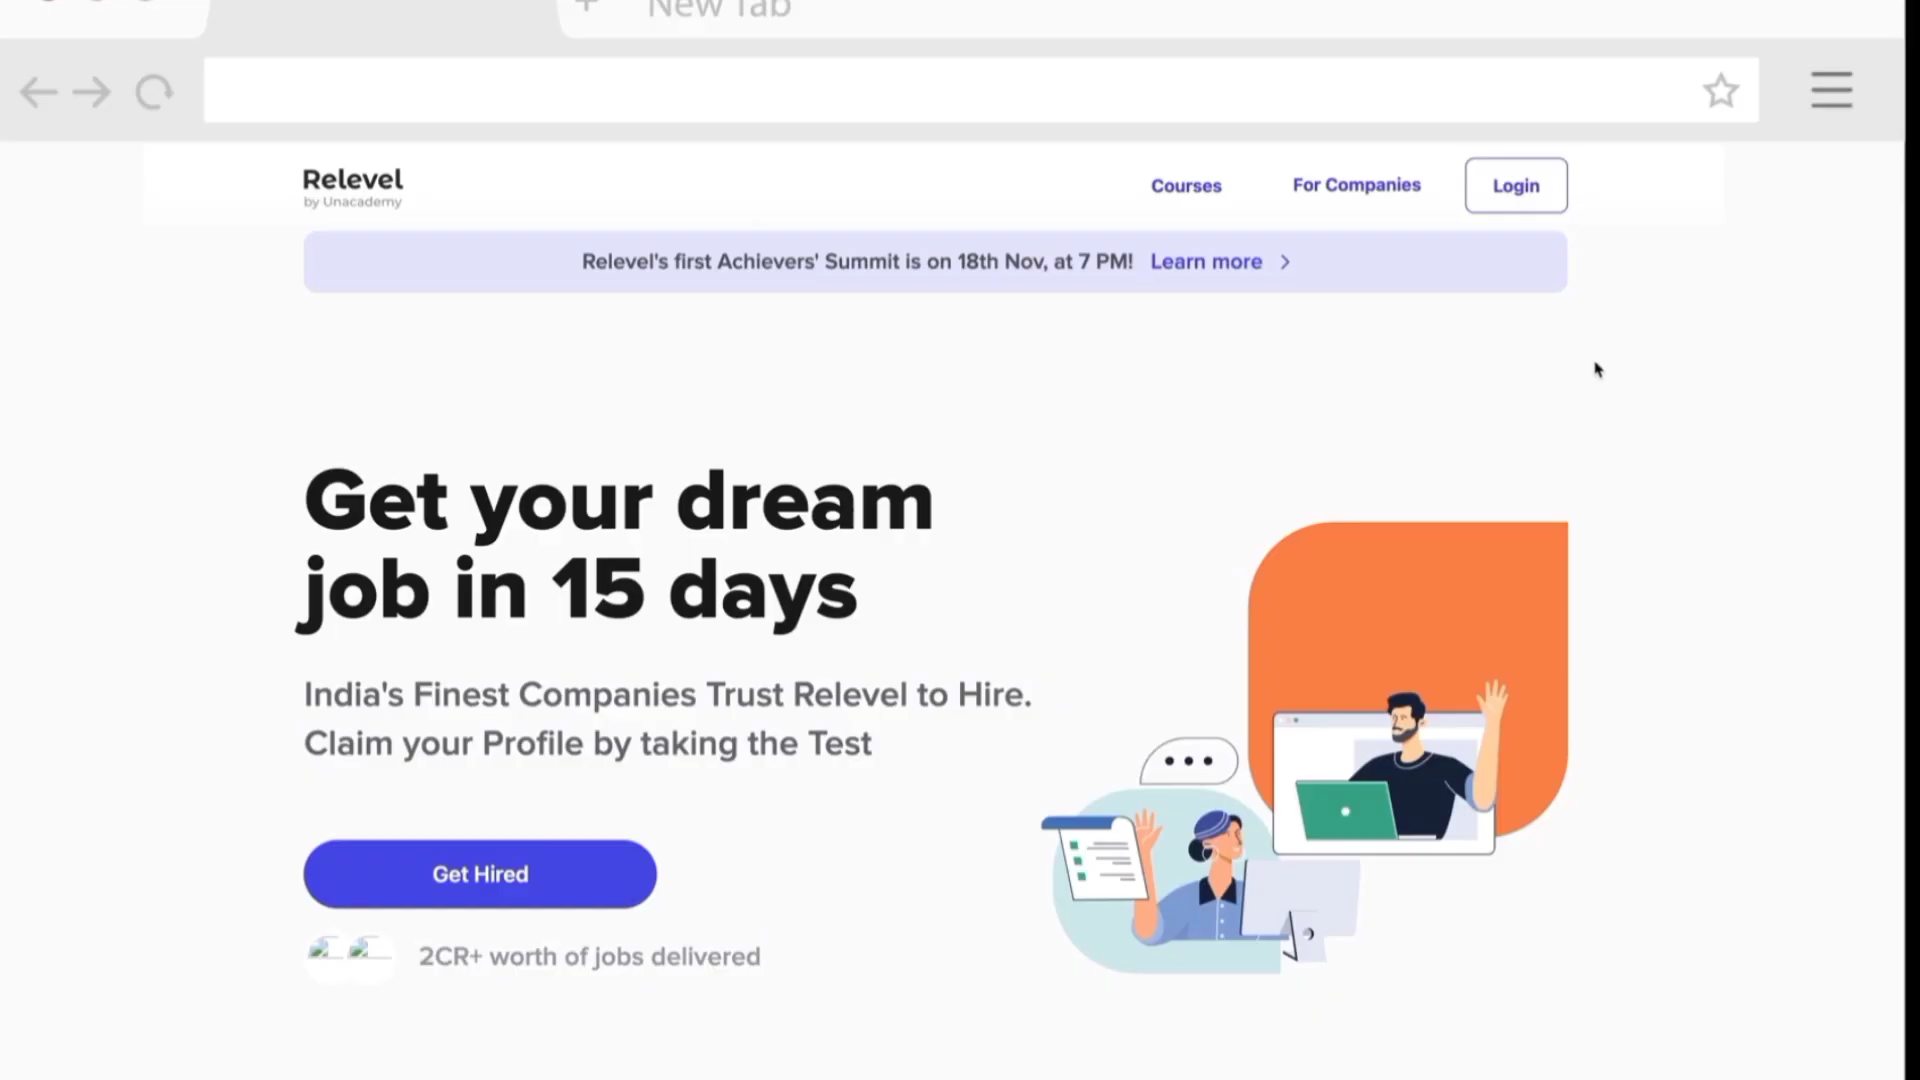 New Tab
Relevel
by Unacademy
Courses
For Companies
Login
Relevel's first Achievers' Summit is on 18th Nov, at 7 PM! Learn more
Get your dream
job in 15 days
India's Finest Companies Trust Relevel to Hire.
Claim your Profile by taking the Test
Get Hired
2CR+ worth of jobs delivered